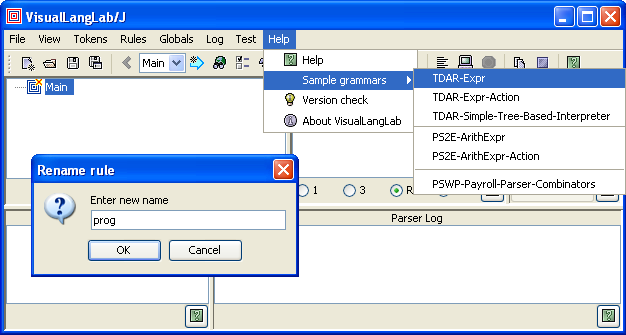 VisualLangLab/J
File View Tokens Rules Globals Log Test Help
Main
Help
Sample grammars
Version check
About VisualLangLab
TDAR-Expr
TDAR-Expr-Action
TDAR-Simple-Tree-Based-Interpreter
PS2E-ArithExpr
PS2E-ArithExpr-Action
PSWP-Payroll-Parser-Combinators
Main
1 3 R
Rename rule
Enter new name
prog
OK Cancel
Parser Log